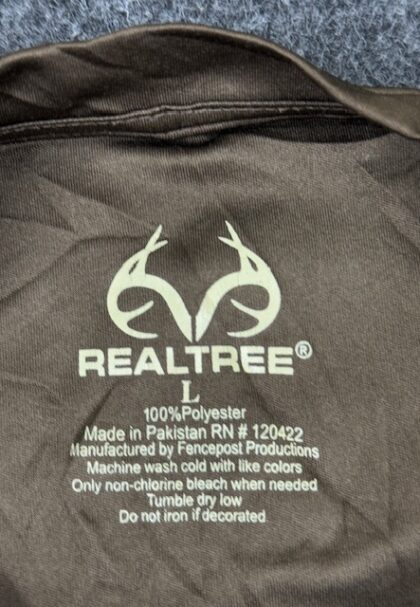 REALTREE®
L
100%Polyester
Made in Pakistan RN # 120422
Manufactured by Fencepost Productions
Machine wash cold with like colors
Only non-chlorine bleach when needed
Tumble dry low
Do not iron if decorated